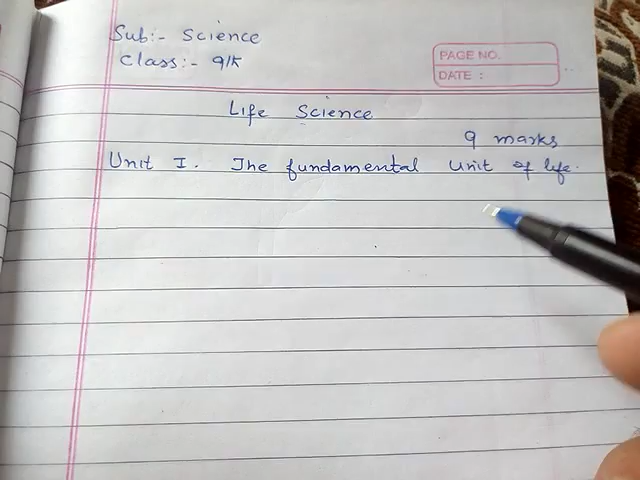 Sub:- Science
Class:- 9th
PAGE NO.
DATE :
Life Science
9 marks
Unit I. The fundamental Unit of life.